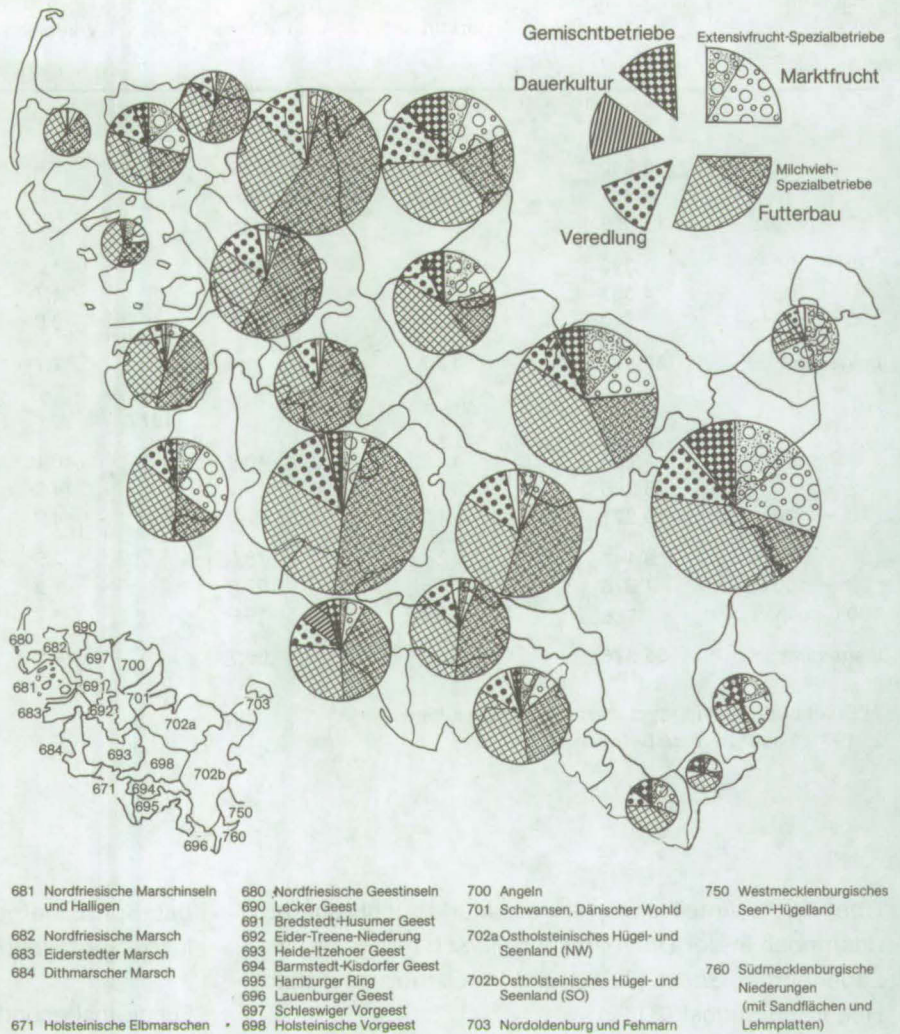 Gemischtbetriebe
Extensivfrucht-Spezialbetriebe
Dauerkultur
Marktfrucht
Milchvieh-
Spezialbetriebe
Futterbau
Veredlung
680
690
682
697
700
681
691
701
683
692
702a
703
684
693
698
702b
671
694
695
750
696
760
681 Nordfriesische Marschinseln
und Halligen
682 Nordfriesische Marsch
683 Eiderstedter Marsch
684 Dithmarscher Marsch
671 Holsteinische Elbmarschen
680 Nordfriesische Geestinseln
690 Lecker Geest
691 Bredstedt-Husumer Geest
692 Eider-Treene-Niederung
693 Heide-Itzehoer Geest
694 Barmstedt-Kisdorfer Geest
695 Hamburger Ring
696 Lauenburger Geest
697 Schleswiger Vorgeest
698 Holsteinische Vorgeest
700 Angeln
701 Schwansen, Dänischer Wohld
702a Ostholsteinisches Hügel- und
Seenland (NW)
702b Ostholsteinisches Hügel- und
Seenland (SO)
703 Nordoldenburg und Fehmarn
750 Westmecklenburgisches
Seen-Hügelland
760 Südmecklenburgische
Niederungen
(mit Sandflächen und
Lehmplatten)